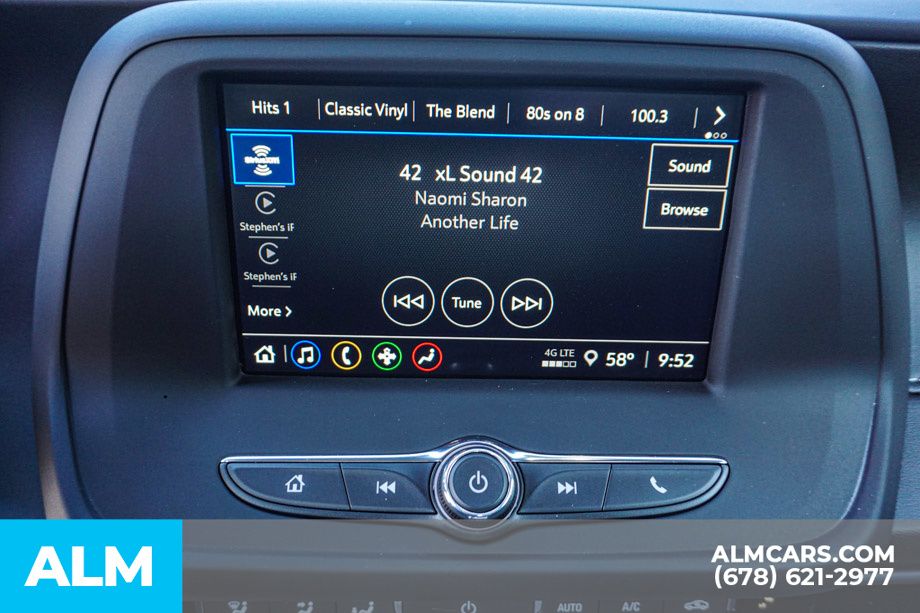 Hits 1
Classic Vinyl
The Blend
80s on 8
100.3
SiriusXM
42 xL Sound 42
Naomi Sharon
Another Life
Sound
Browse
Stephen's iF
Stephen's iF
More
Tune
4G LTE
58°
9:52
ALM
ALMCARS.COM
(678) 621-2977
AUTO
A/C